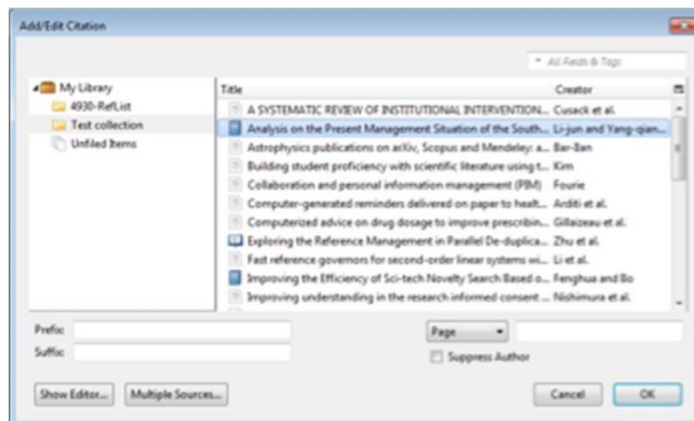 Add/Edit Citation
All Fields & Tags
My Library
4930-RefList
Test collection
Unfiled Items
Title Creator
A SYSTEMATIC REVIEW OF INSTITUTIONAL INTERVENTION... Cusack et al.
Analysis on the Present Management Situation of the South... Li-jun and Yang-qian...
Astrophysics publications on arXiv, Scopus and Mendeley: a... Bar-Ilan
Building student proficiency with scientific literature using t... Kim
Collaboration and personal information management (PIM) Fourie
Computer-generated reminders delivered on paper to healt... Arditi et al.
Computerized advice on drug dosage to improve prescribin... Gillaizeau et al.
Exploring the Reference Management in Parallel De-duplica... Zhu et al.
Fast reference governors for second-order linear systems wi... Li et al.
Improving the Efficiency of Sci-tech Novelty Search Based o... Fenghua and Bo
Improving understanding in the research informed consent ... Nishimura et al.
Prefix: Page
Suffix: Suppress Author
Show Editor... Multiple Sources... Cancel OK